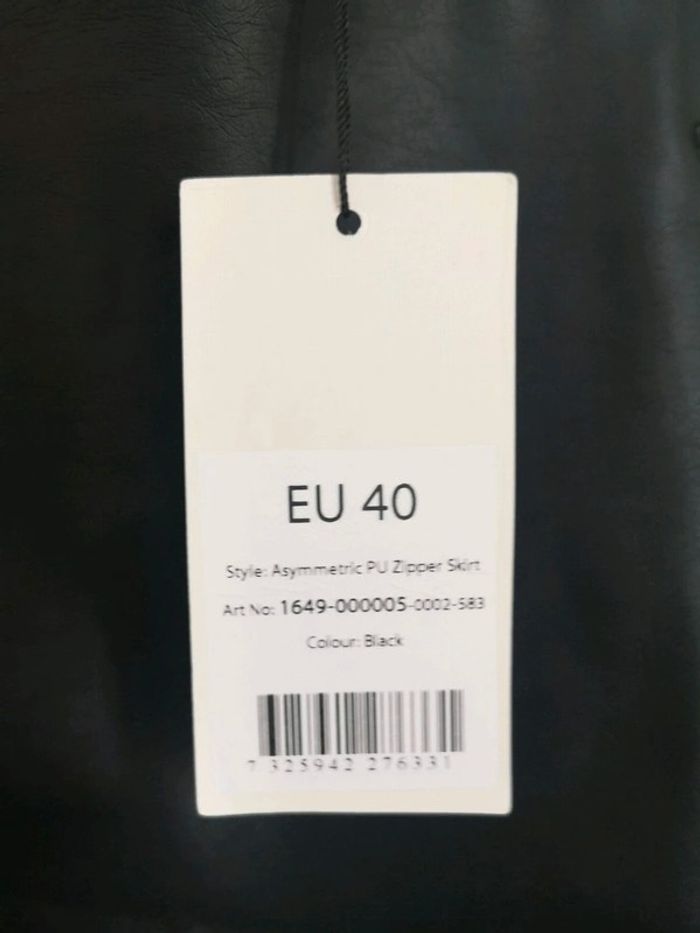 EU 40
Style: Asymmetric PU Zipper Skirt
Art No: 1649-000005-0002-583
Colour: Black
7 325942 276331